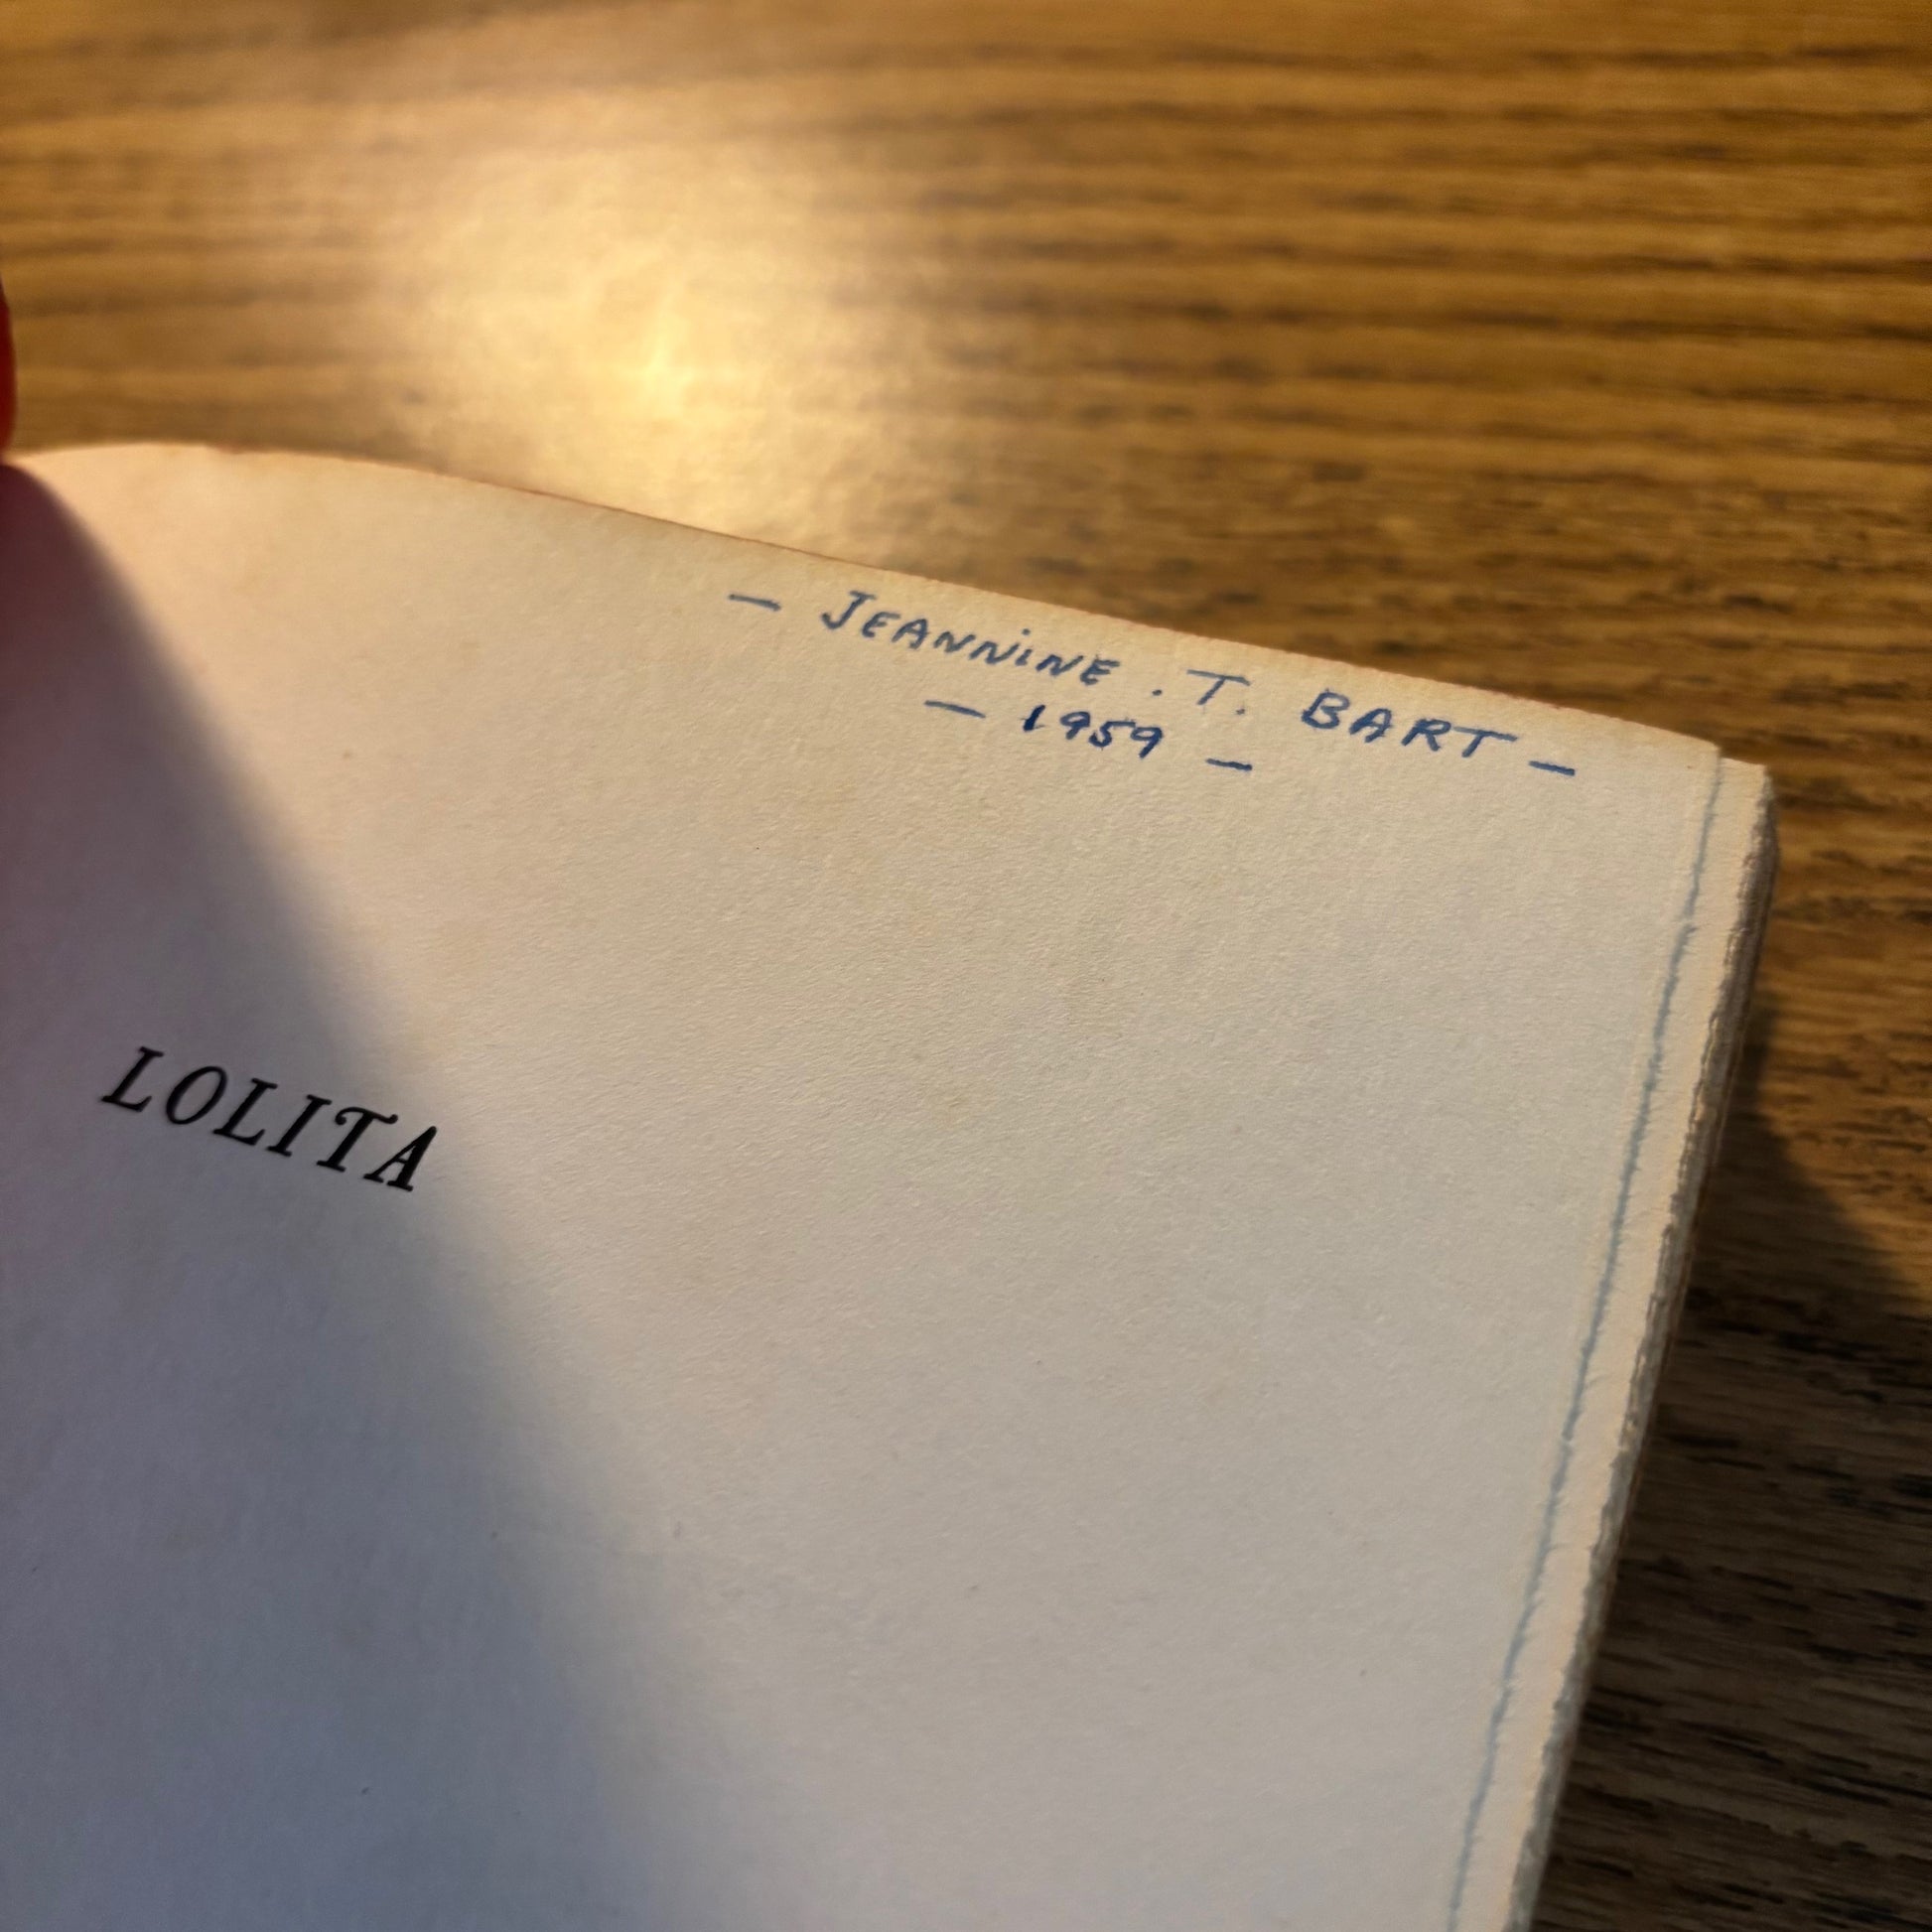 — JEANNiNE . T. BART —
— 1959 —
LOLITA